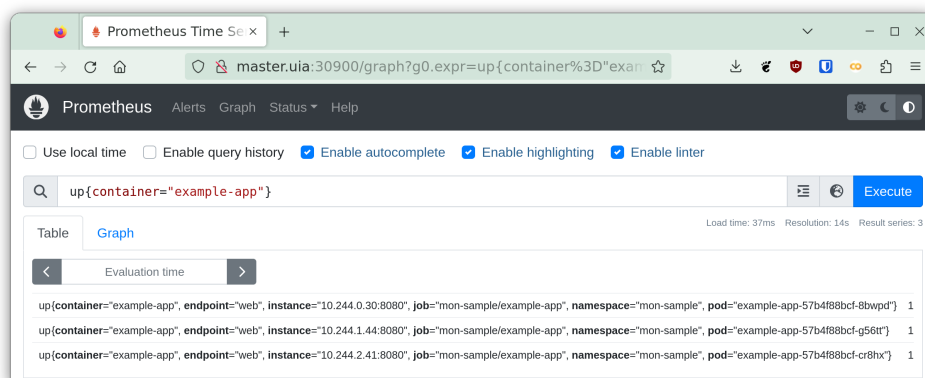 Prometheus Time Se
master.uia:30900/graph?g0.expr=up{container%3D"exam
Prometheus Alerts Graph Status Help
Use local time Enable query history Enable autocomplete Enable highlighting Enable linter
up{container="example-app"} Execute
Load time: 37ms Resolution: 14s Result series: 3
Table Graph
Evaluation time
up{container="example-app", endpoint="web", instance="10.244.0.30:8080", job="mon-sample/example-app", namespace="mon-sample", pod="example-app-57b4f88bcf-8bwpd"} 1
up{container="example-app", endpoint="web", instance="10.244.1.44:8080", job="mon-sample/example-app", namespace="mon-sample", pod="example-app-57b4f88bcf-g56tt"} 1
up{container="example-app", endpoint="web", instance="10.244.2.41:8080", job="mon-sample/example-app", namespace="mon-sample", pod="example-app-57b4f88bcf-cr8hx"} 1